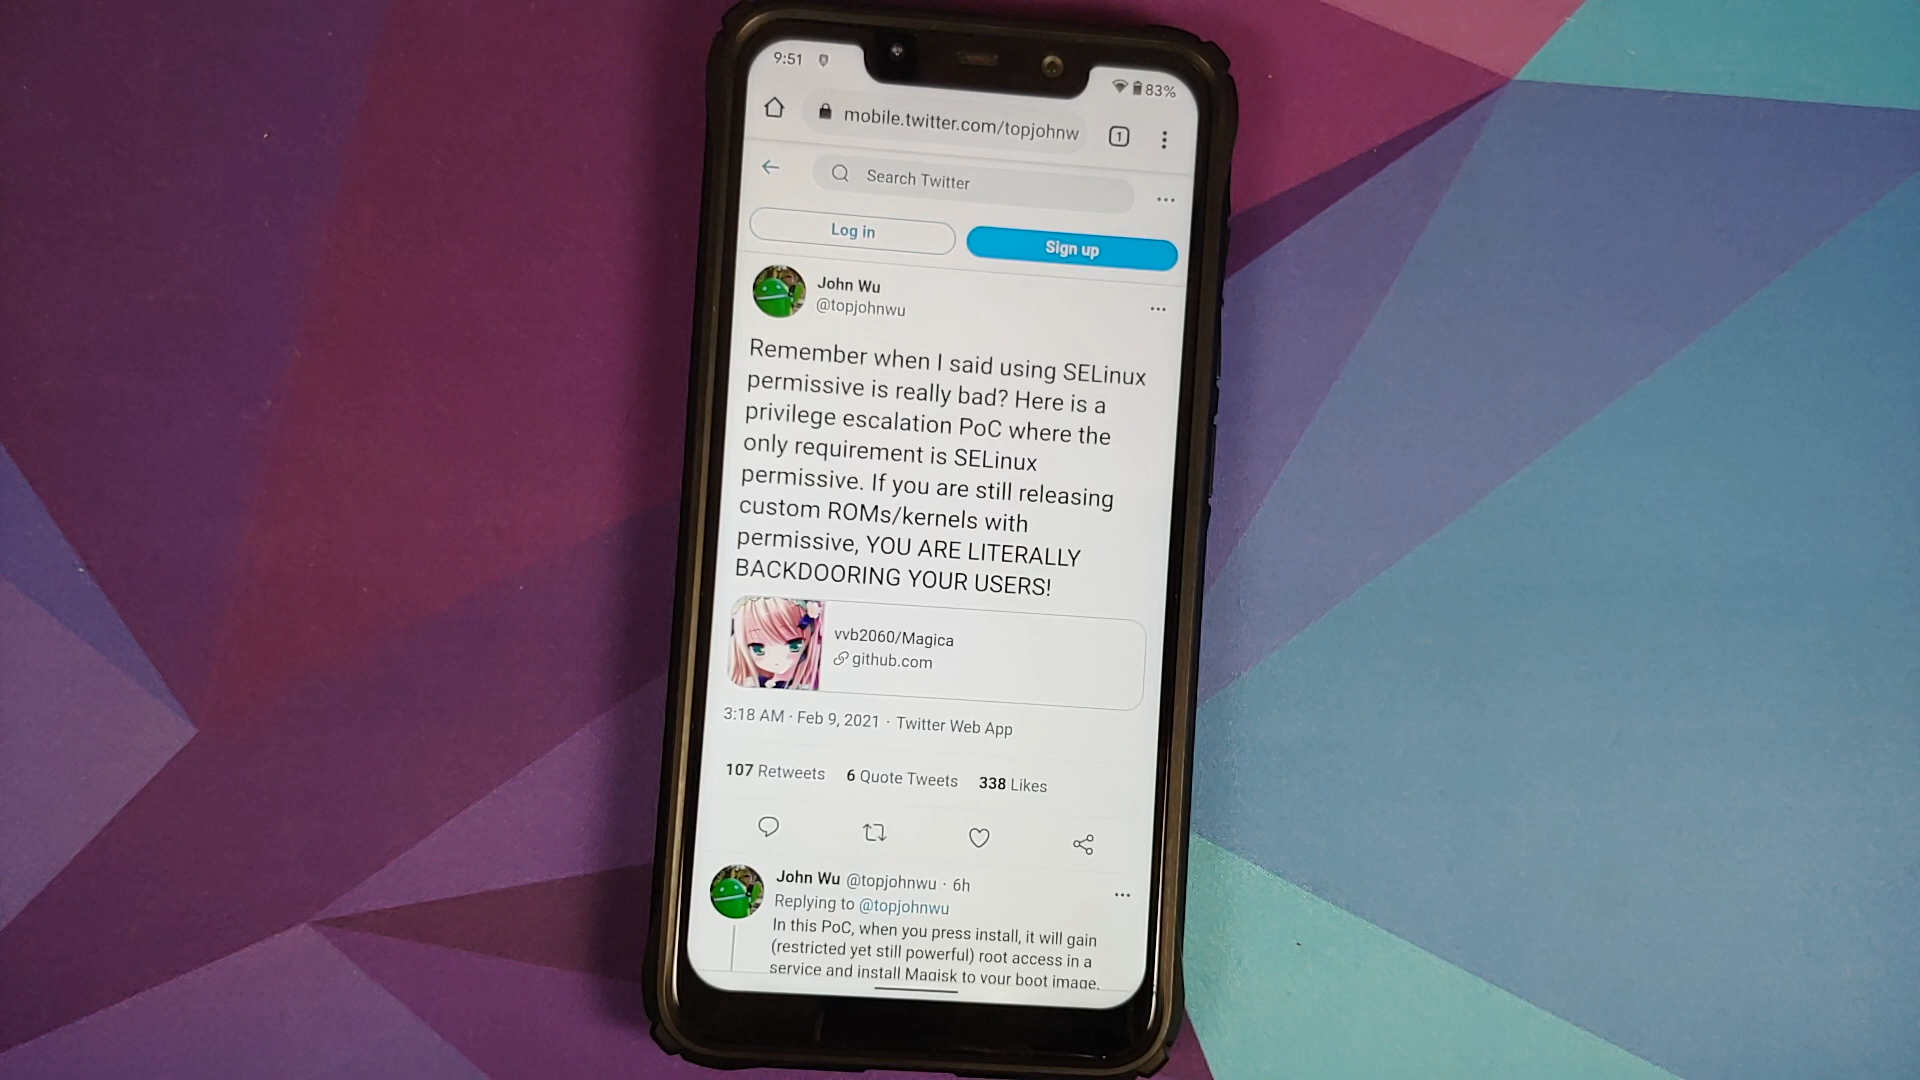 9:51
83%
mobile.twitter.com/topjohnw
1
Search Twitter
Log in
Sign up
John Wu
@topjohnwu
Remember when I said using SELinux
permissive is really bad? Here is a
privilege escalation PoC where the
only requirement is SELinux
permissive. If you are still releasing
custom ROMs/kernels with
permissive, YOU ARE LITERALLY
BACKDOORING YOUR USERS!
vvb2060/Magica
github.com
3:18 AM · Feb 9, 2021 · Twitter Web App
107 Retweets 6 Quote Tweets 338 Likes
John Wu @topjohnwu · 6h
Replying to @topjohnwu
In this PoC, when you press install, it will gain
(restricted yet still powerful) root access in a
service and install Magisk to your boot image.